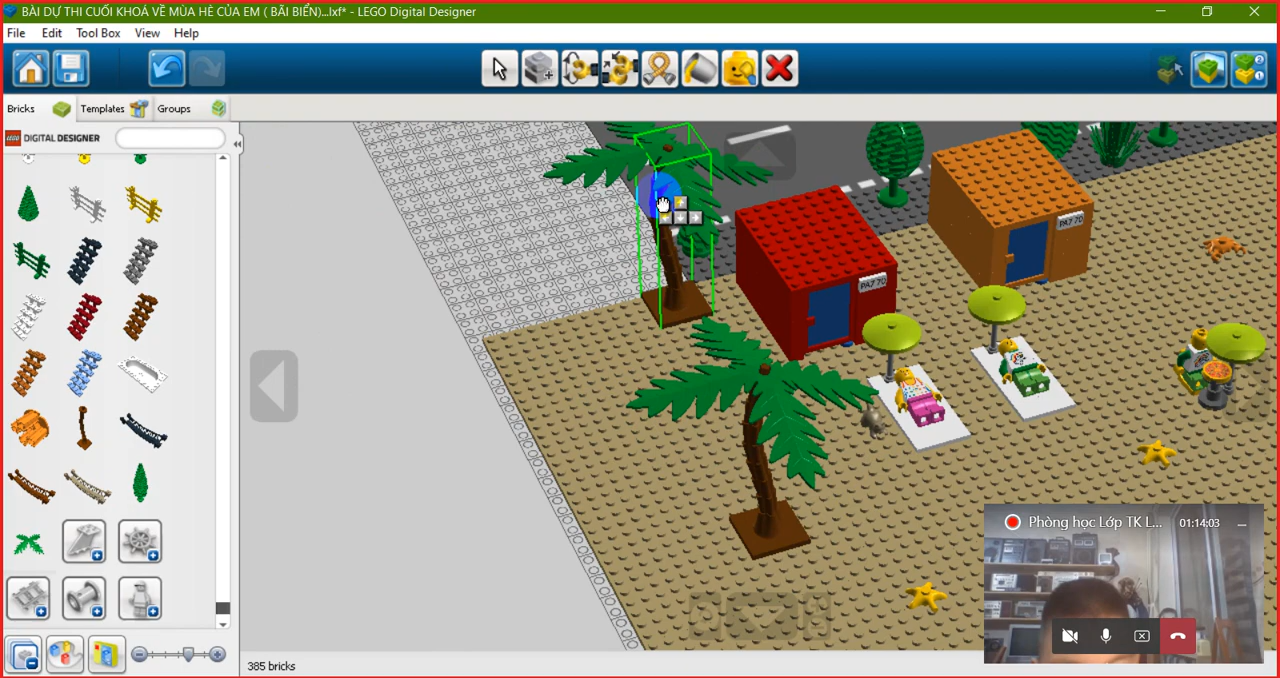 BÀI DỰ THI CUỐI KHOÁ VỀ MÙA HÈ CỦA EM ( BÃI BIỂN)...lxf* - LEGO Digital Designer
File Edit Tool Box View Help
Bricks Templates Groups
LEGO DIGITAL DESIGNER
PA7 70
PA7 70
Phòng học Lớp TK L... 01:14:03
385 bricks